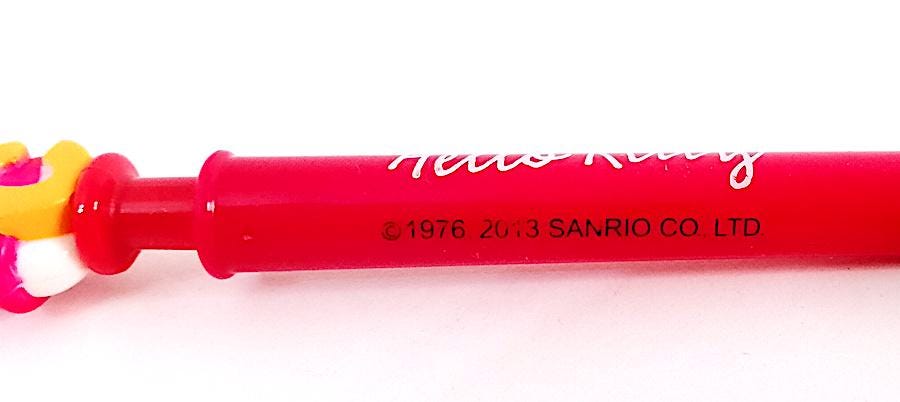 Hello Kitty
©1976, 2013 SANRIO CO., LTD.